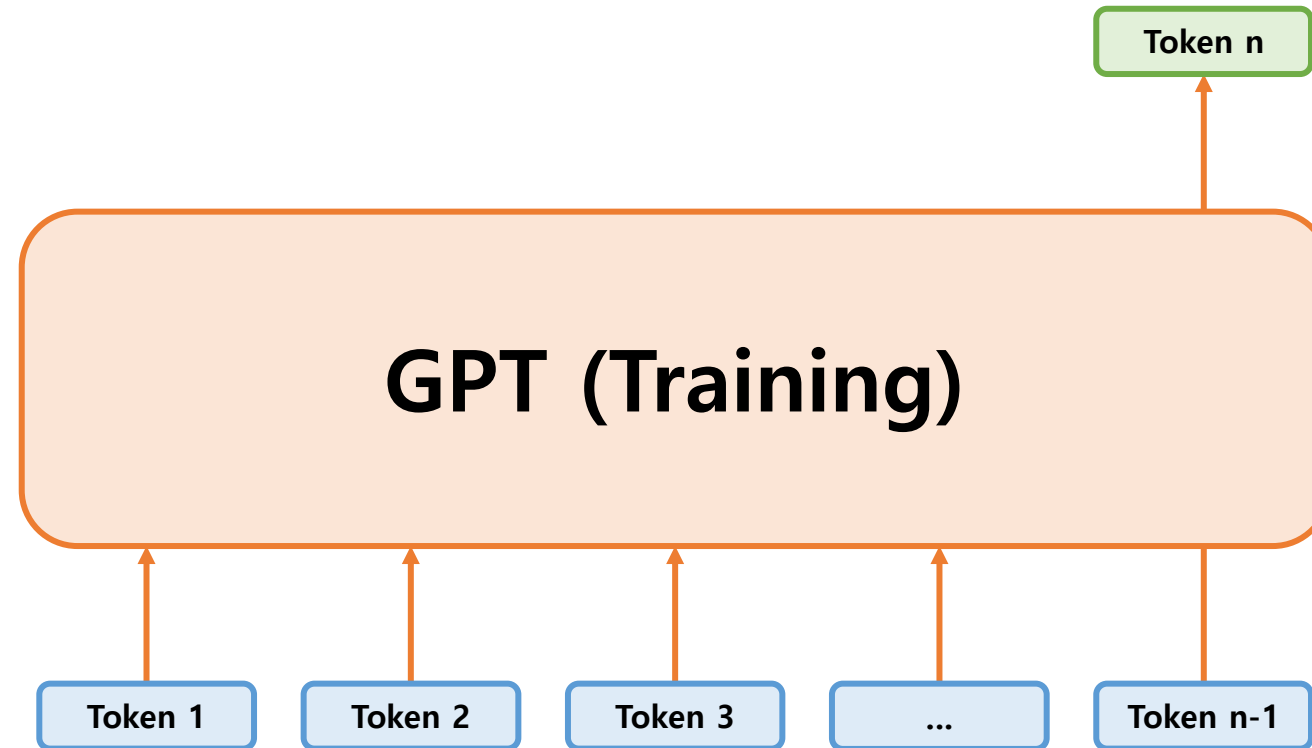 Token n
GPT (Training)
Token 1
Token 2
Token 3
...
Token n-1